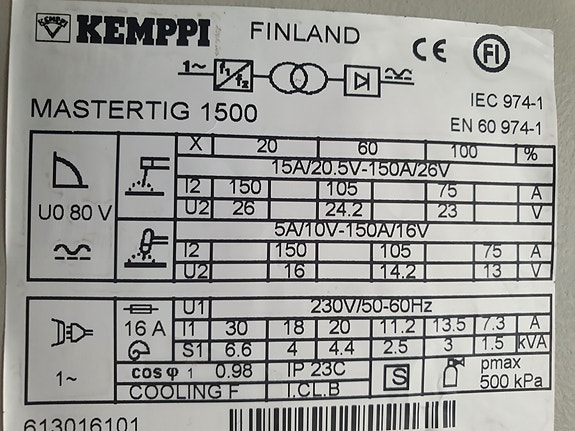 KEMPPI KEMPPI FINLAND CE FI
1~ f1 f2
MASTERTIG 1500 IEC 974-1
EN 60 974-1
X 20 60 100 %
15A/20.5V-150A/26V
I2 150 105 75 A
U0 80 V U2 26 24.2 23 V
5A/10V-150A/16V
I2 150 105 75 A
U2 16 14.2 13 V
U1 230V/50-60Hz
16 A I1 30 18 20 11.2 13.5 7.3 A
S1 6.6 4 4.4 2.5 3 1.5 kVA
1~ cos φ 1 0.98 IP 23C S pmax
COOLING F I.CL.B 500 kPa
613016101